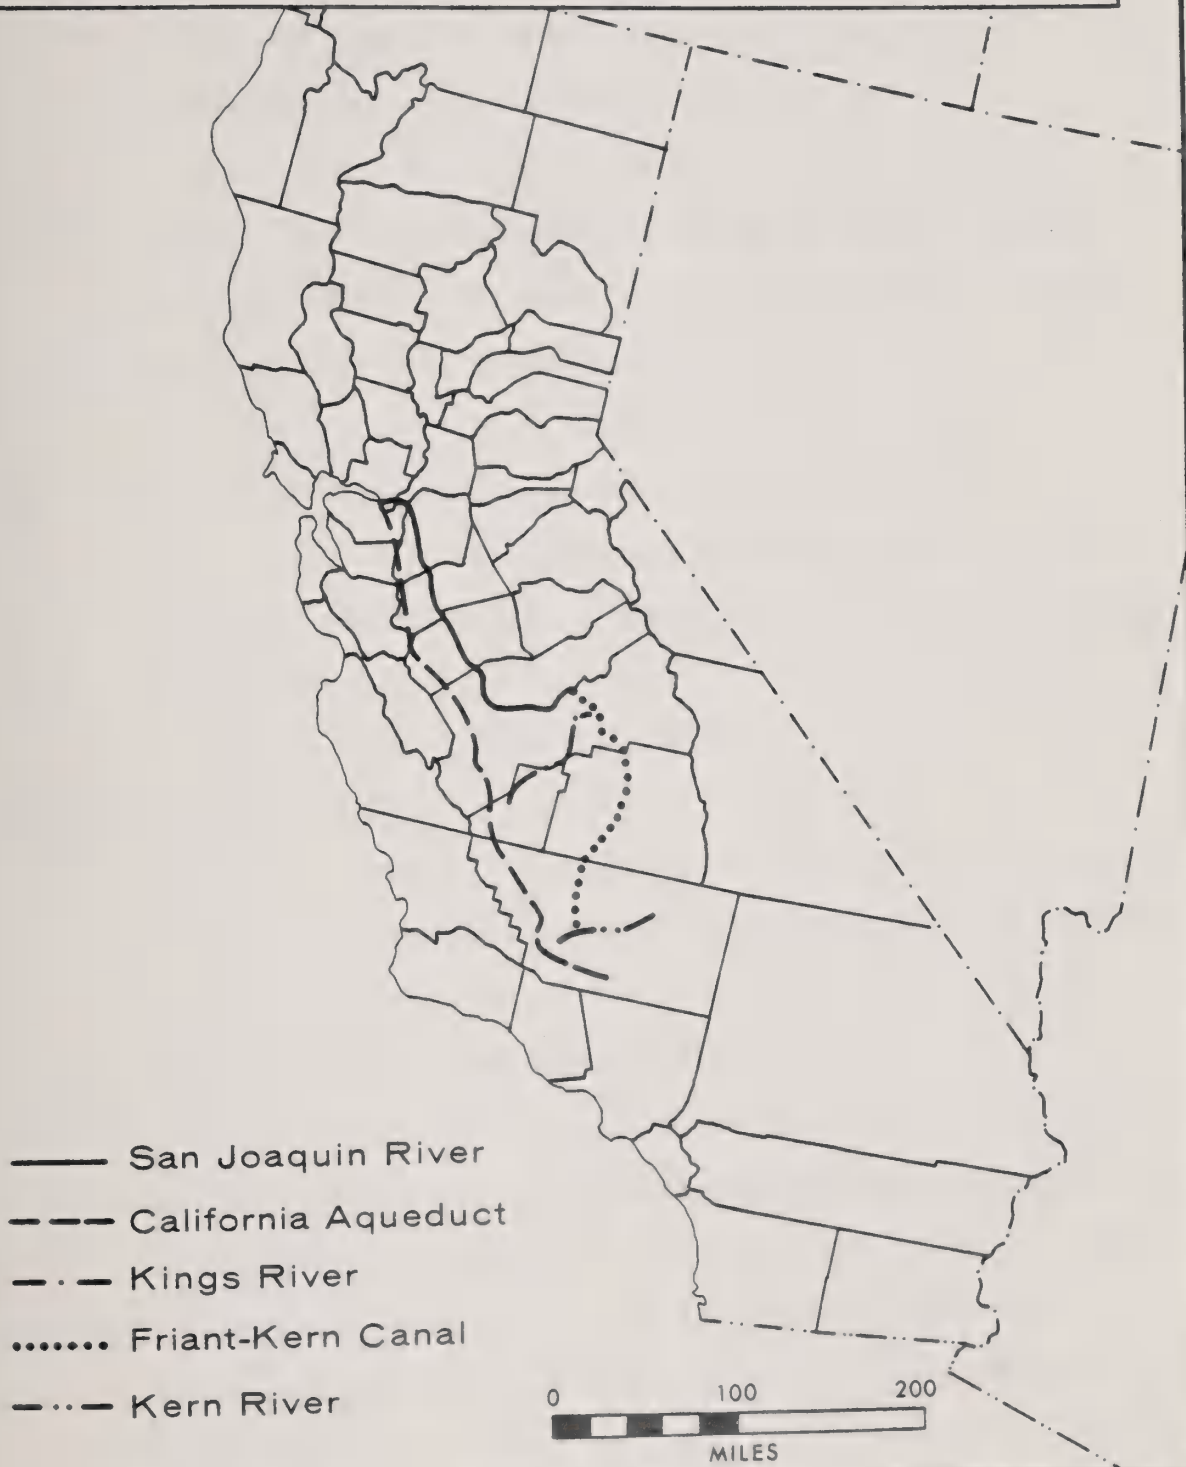 San Joaquin River
California Aqueduct
Kings River
Friant-Kern Canal
Kern River
0 100 200
MILES